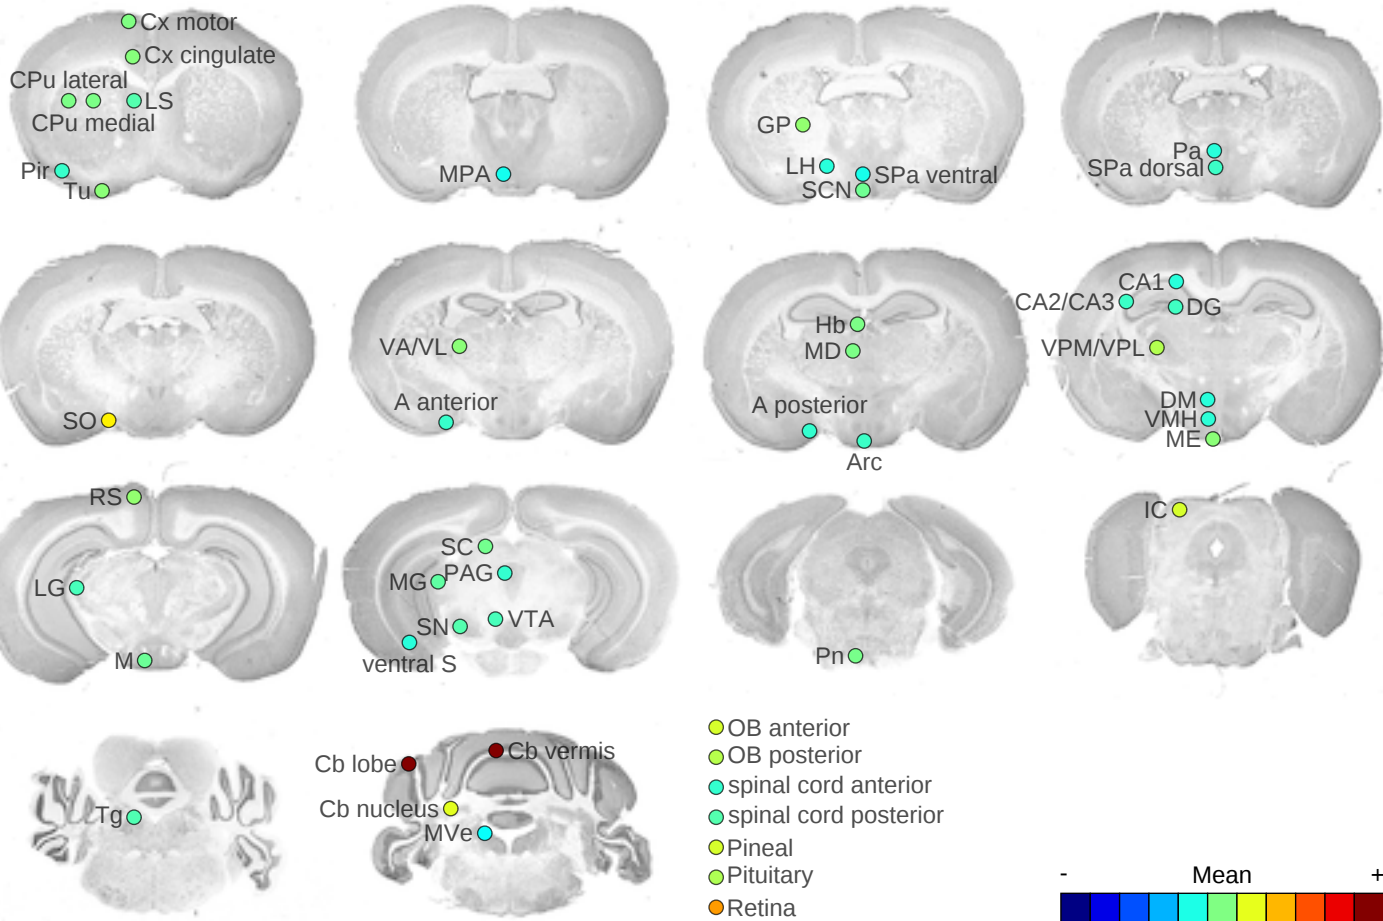 Cx motor
Cx cingulate
CPu lateral
LS
CPu medial
Pir
Tu
MPA
GP
LH
SPa ventral
SCN
Pa
SPa dorsal
SO
VA/VL
A anterior
Hb
MD
A posterior
Arc
CA1
CA2/CA3
DG
VPM/VPL
DM
VMH
ME
RS
LG
M
SC
MG
PAG
SN
VTA
ventral S
Pn
IC
Tg
Cb lobe
Cb vermis
Cb nucleus
MVe
OB anterior
OB posterior
spinal cord anterior
spinal cord posterior
Pineal
Pituitary
Retina
- Mean +